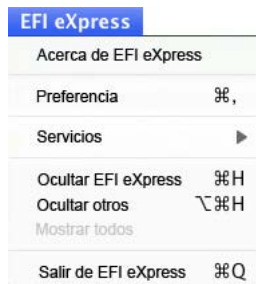 EFI eXpress
Acerca de EFI eXpress
Preferencia ⌘,
Servicios ▶
Ocultar EFI eXpress ⌘H
Ocultar otros ⌥⌘H
Mostrar todos
Salir de EFI eXpress ⌘Q